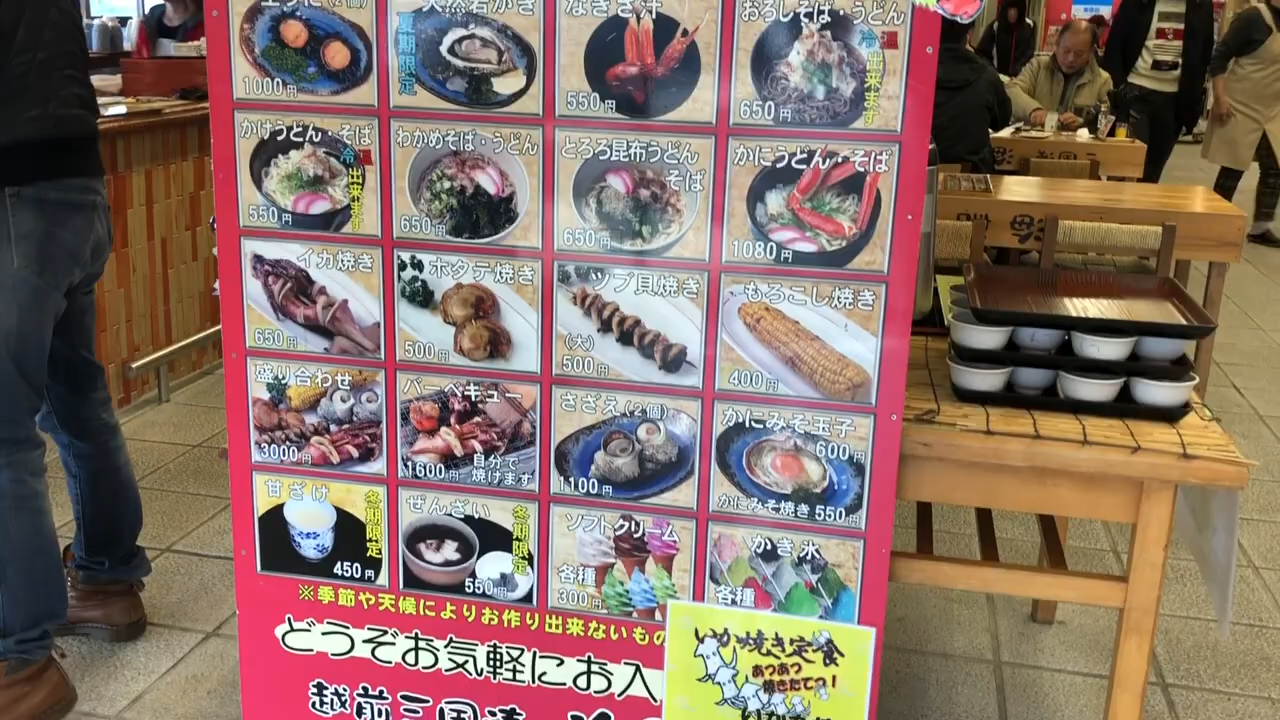 生うに(2個)
1000円
天然岩がき
夏期限定
550円
おろしそば・うどん
冷温出来ます
650円
かけうどん・そば
冷温出来ます
550円
わかめそば・うどん
650円
とろろ昆布うどん
そば
650円
かにうどん・そば
1080円
イカ焼き
650円
ホタテ焼き
500円
ツブ貝焼き
(大)
500円
もろこし焼き
400円
盛り合わせ
3000円
バーベキュー
1600円
自分で
焼けます
さざえ(2個)
1100円
かにみそ玉子
600円
かにみそ焼き 550円
甘ざけ
冬期限定
450円
ぜんざい
冬期限定
550円
ソフトクリーム
各種
300円
かき氷
各種
※季節や天候によりお作り出来ないもの
どうぞお気軽にお入
越前三国湊
いか焼き定食
あつあつ
焼きたてっ!